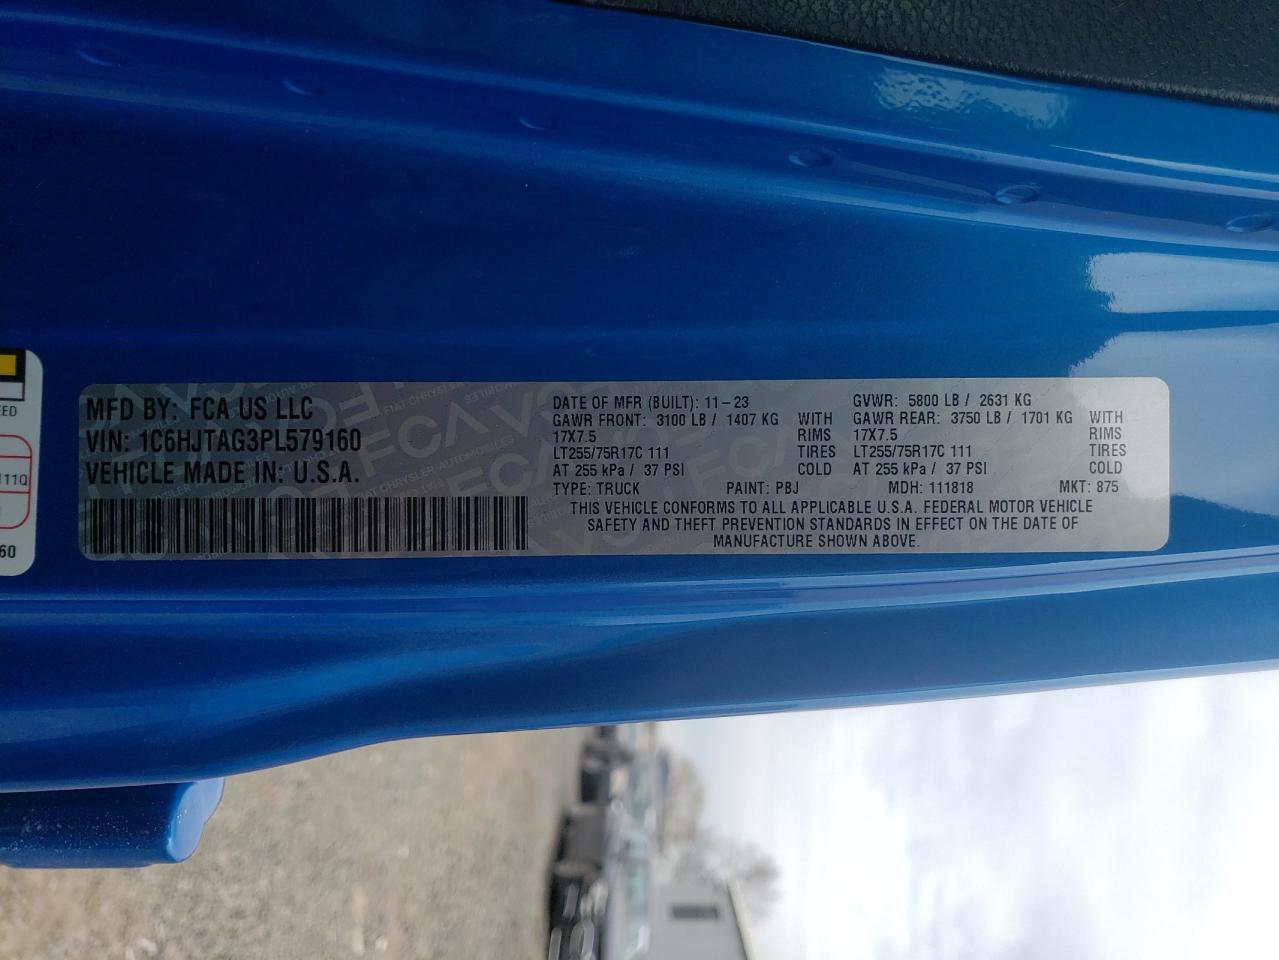 MFD BY: FCA US LLC
VIN: 1C6HJTAG3PL579160
VEHICLE MADE IN: U.S.A.
DATE OF MFR (BUILT): 11-23
GAWR FRONT: 3100 LB / 1407 KG WITH
17X7.5 RIMS
LT255/75R17C 111 TIRES
AT 255 kPa / 37 PSI COLD
TYPE: TRUCK PAINT: PBJ
GVWR: 5800 LB / 2631 KG
GAWR REAR: 3750 LB / 1701 KG WITH
17X7.5 RIMS
LT255/75R17C 111 TIRES
AT 255 kPa / 37 PSI COLD
MDH: 111818 MKT: 875
THIS VEHICLE CONFORMS TO ALL APPLICABLE U.S.A. FEDERAL MOTOR VEHICLE
SAFETY AND THEFT PREVENTION STANDARDS IN EFFECT ON THE DATE OF
MANUFACTURE SHOWN ABOVE.
FCA
FIAT CHRYSLER AUTOMOBILES